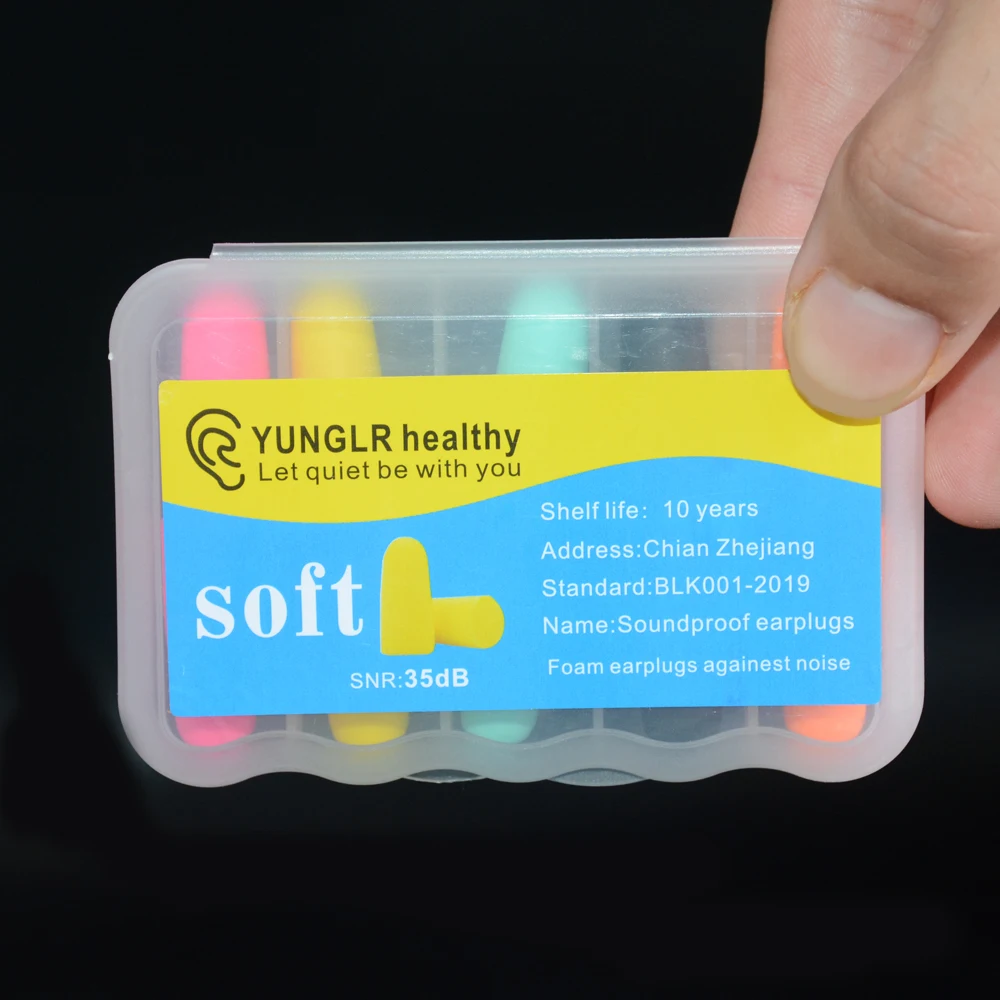 YUNGLR healthy
Let quiet be with you
soft
SNR:35dB
Shelf life: 10 years
Address:Chian Zhejiang
Standard:BLK001-2019
Name:Soundproof earplugs
Foam earplugs againest noise